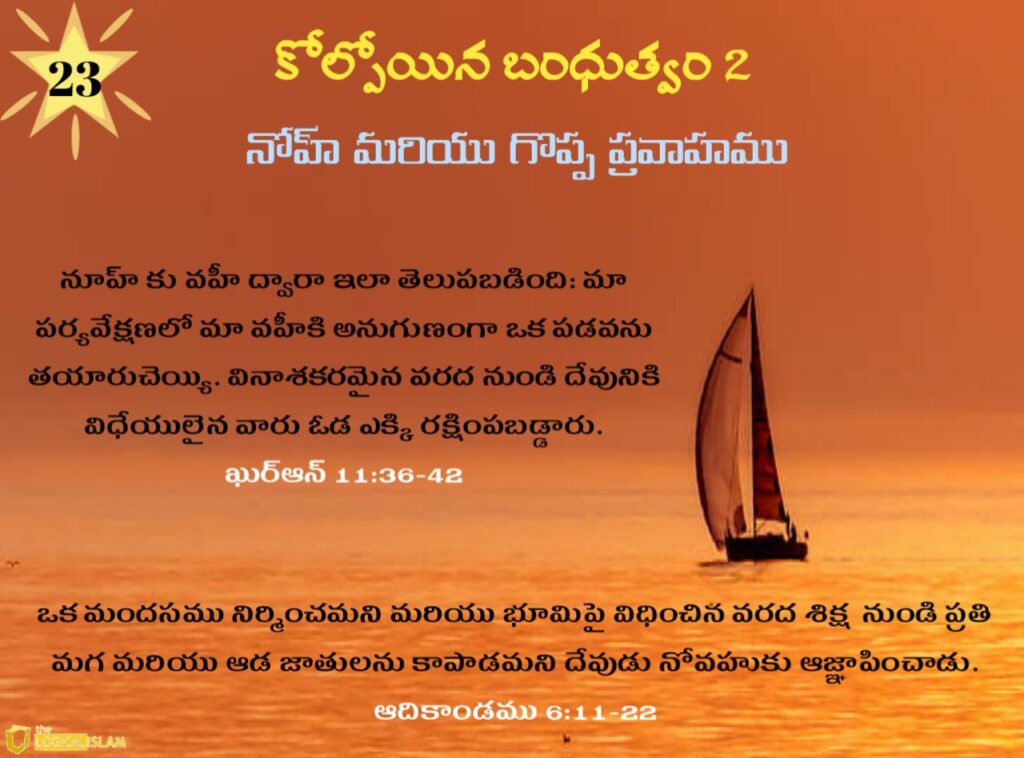 23
కోల్పోయిన బంధుత్వం 2
నోహ్ మరియు గొప్ప ప్రవాహము
నూహ్ కు వహీ ద్వారా ఇలా తెలుపబడింది: మా
పర్యవేక్షణలో మా వహీకి అనుగుణంగా ఒక పడవను
తయారుచెయ్యి. వినాశకరమైన వరద నుండి దేవునికి
విధేయులైన వారు ఓడ ఎక్కి రక్షింపబడ్డారు.
ఖుర్ఆన్ 11:36-42
ఒక మందసము నిర్మించమని మరియు భూమిపై విధించిన వరద శిక్ష నుండి ప్రతి
మగ మరియు ఆడ జాతులను కాపాడమని దేవుడు నోవహుకు ఆజ్ఞాపించాడు.
ఆదికాండము 6:11-22
the
LOGICALISLAM